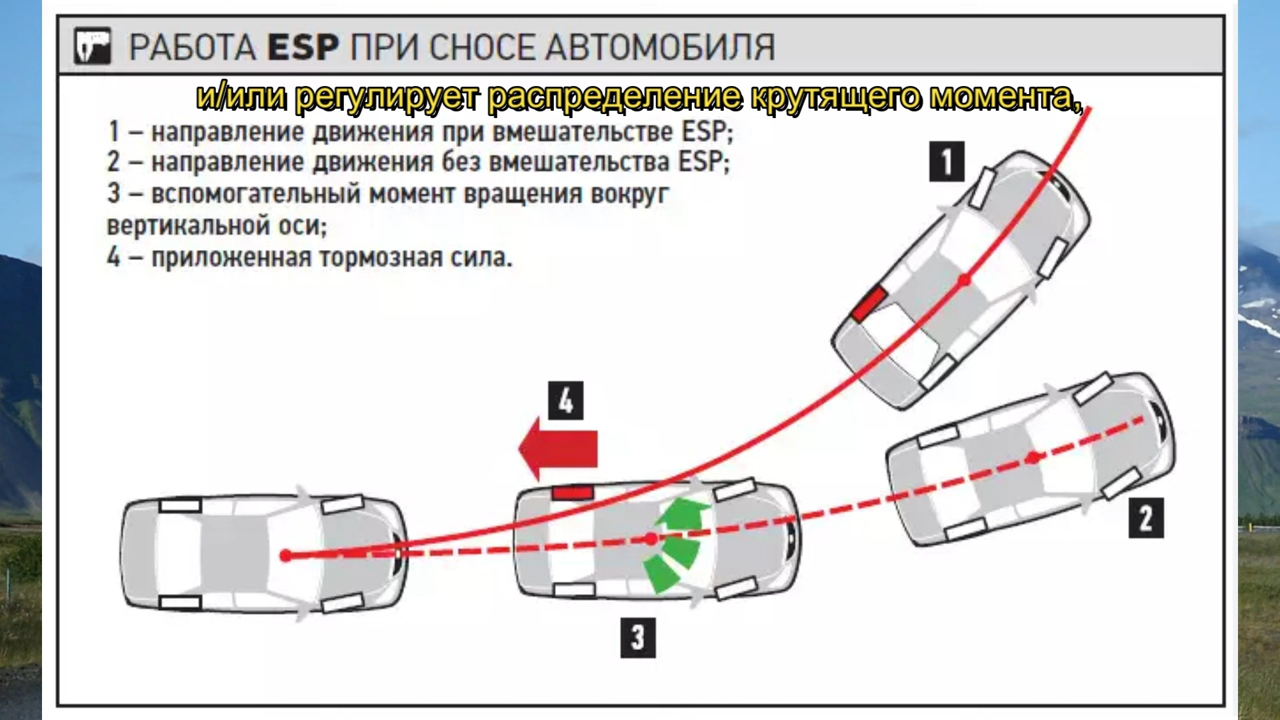 РАБОТА ESP ПРИ СНОСЕ АВТОМОБИЛЯ
и/или регулирует распределение крутящего момента,
1 – направление движения при вмешательстве ESP;
2 – направление движения без вмешательства ESP;
3 – вспомогательный момент вращения вокруг
вертикальной оси;
4 – приложенная тормозная сила.
1
4
2
3